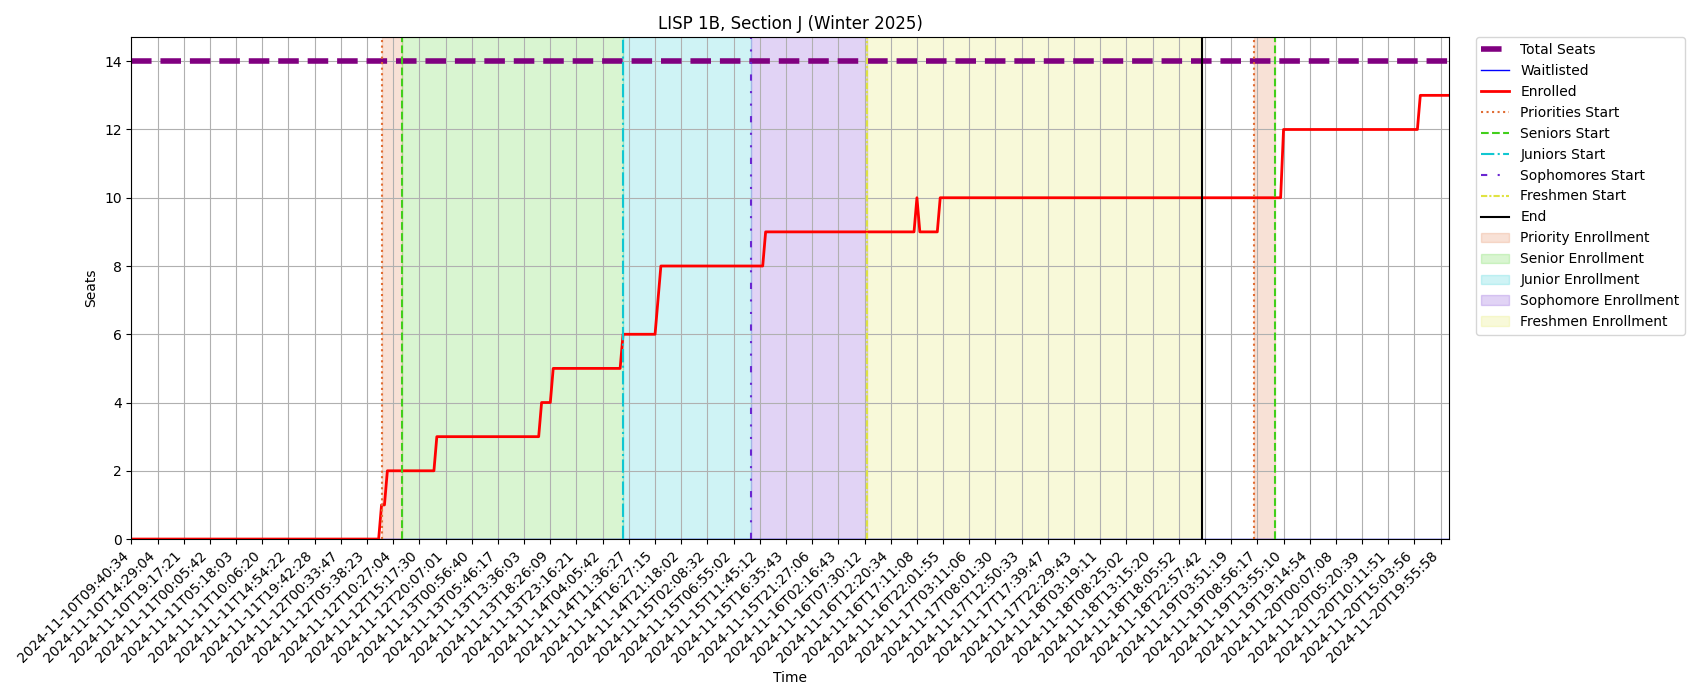 LISP 1B, Section J (Winter 2025)
14
12
10
8
6
4
2
0
Seats
2024-11-10T09:40:34
2024-11-10T14:29:04
2024-11-10T19:17:21
2024-11-11T00:05:42
2024-11-11T05:18:03
2024-11-11T10:06:20
2024-11-11T14:54:22
2024-11-11T19:42:28
2024-11-12T00:33:47
2024-11-12T05:38:23
2024-11-12T10:27:04
2024-11-12T15:17:30
2024-11-12T20:07:01
2024-11-13T00:56:40
2024-11-13T05:46:17
2024-11-13T13:36:03
2024-11-13T18:26:09
2024-11-13T23:16:21
2024-11-14T04:05:42
2024-11-14T11:36:27
2024-11-14T16:27:15
2024-11-14T21:18:02
2024-11-15T02:08:32
2024-11-15T06:55:02
2024-11-15T11:45:12
2024-11-15T16:35:43
2024-11-15T21:27:06
2024-11-16T02:16:43
2024-11-16T07:30:12
2024-11-16T12:20:34
2024-11-16T17:11:08
2024-11-16T22:01:55
2024-11-17T03:11:06
2024-11-17T08:01:30
2024-11-17T12:50:33
2024-11-17T17:39:47
2024-11-17T22:29:43
2024-11-18T03:19:11
2024-11-18T08:25:02
2024-11-18T13:15:20
2024-11-18T18:05:52
2024-11-18T22:57:42
2024-11-19T03:51:19
2024-11-19T08:56:17
2024-11-19T13:55:10
2024-11-19T19:14:54
2024-11-20T00:07:08
2024-11-20T05:20:39
2024-11-20T10:11:51
2024-11-20T15:03:56
2024-11-20T19:55:58
Time
Total Seats
Waitlisted
Enrolled
Priorities Start
Seniors Start
Juniors Start
Sophomores Start
Freshmen Start
End
Priority Enrollment
Senior Enrollment
Junior Enrollment
Sophomore Enrollment
Freshmen Enrollment